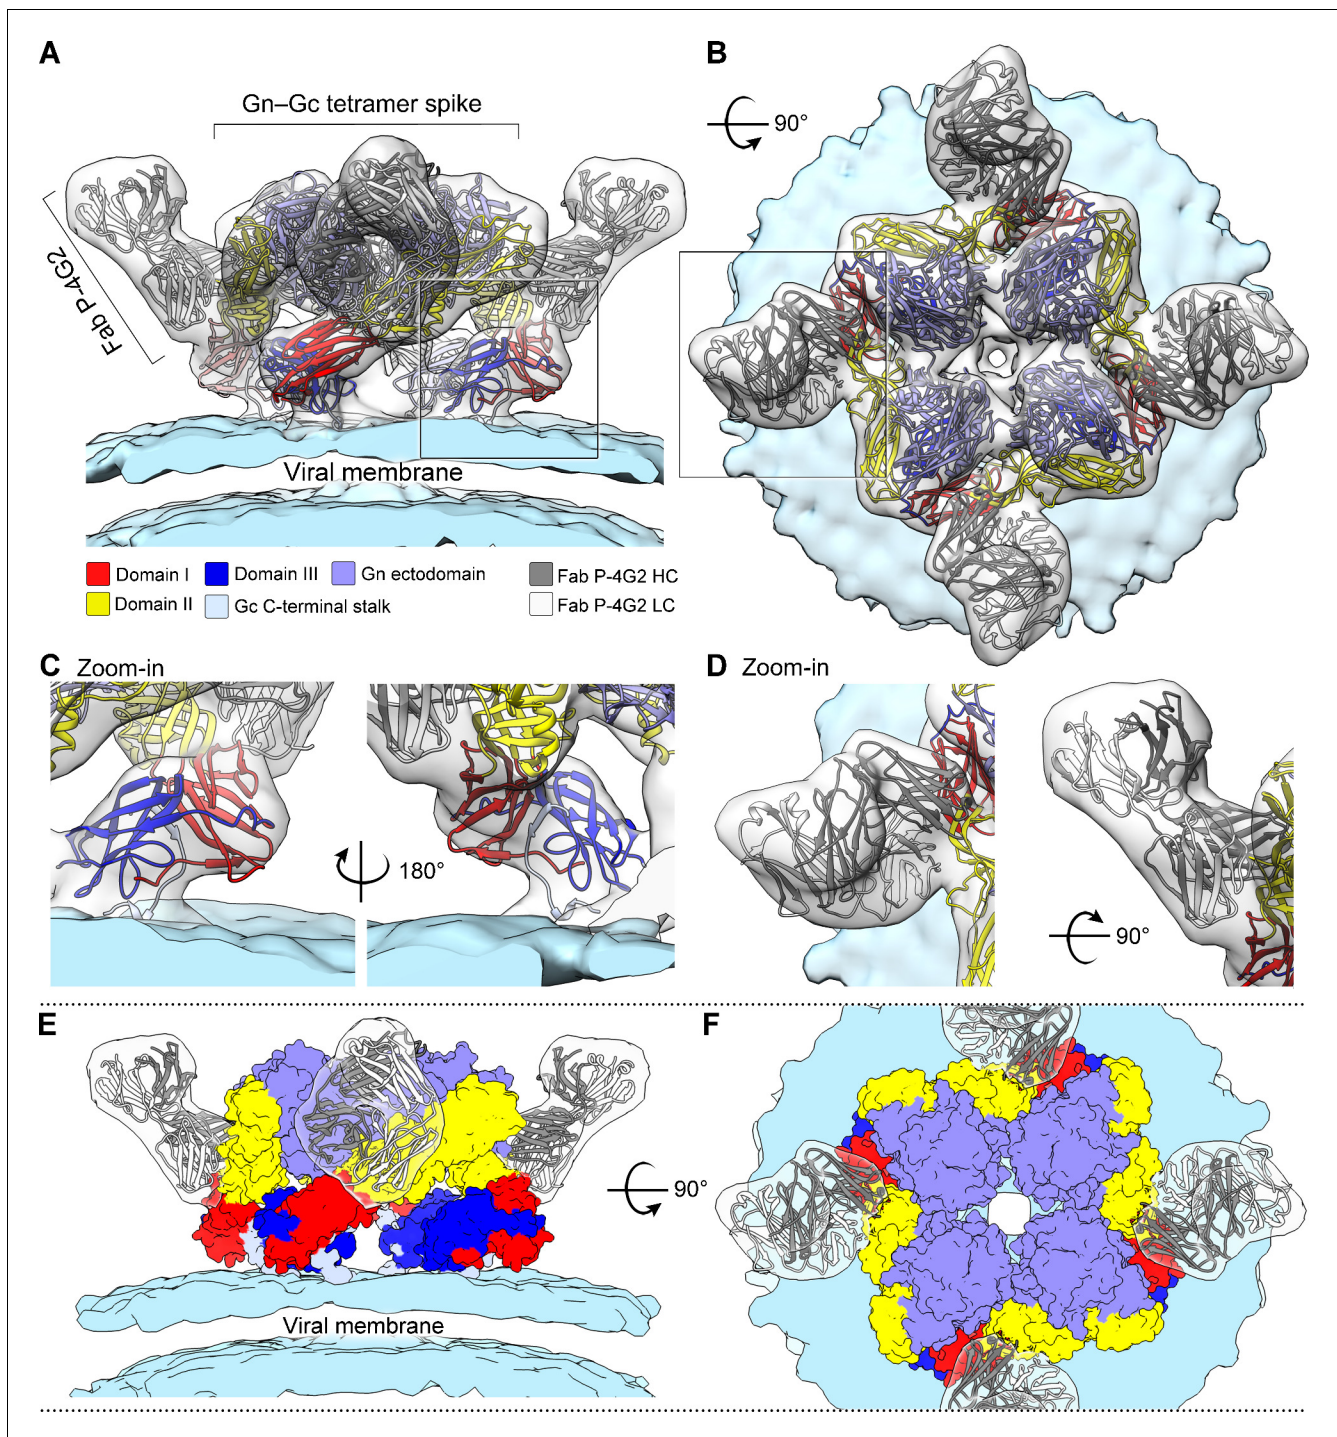 A
B
Gn–Gc tetramer spike
90°
Fab P-4G2
Viral membrane
Domain I
Domain III
Gn ectodomain
Fab P-4G2 HC
Domain II
Gc C-terminal stalk
Fab P-4G2 LC
C Zoom-in
D Zoom-in
180°
90°
E
F
90°
Viral membrane